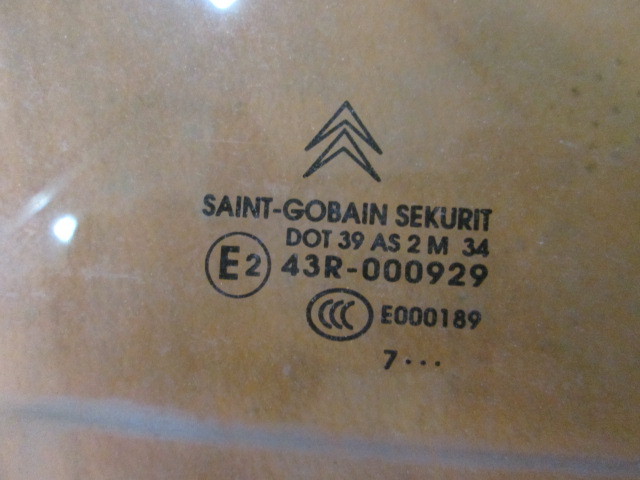 SAINT-GOBAIN SEKURIT
DOT 39 AS 2 M 34
E2 43R-000929
CCC E000189
7...